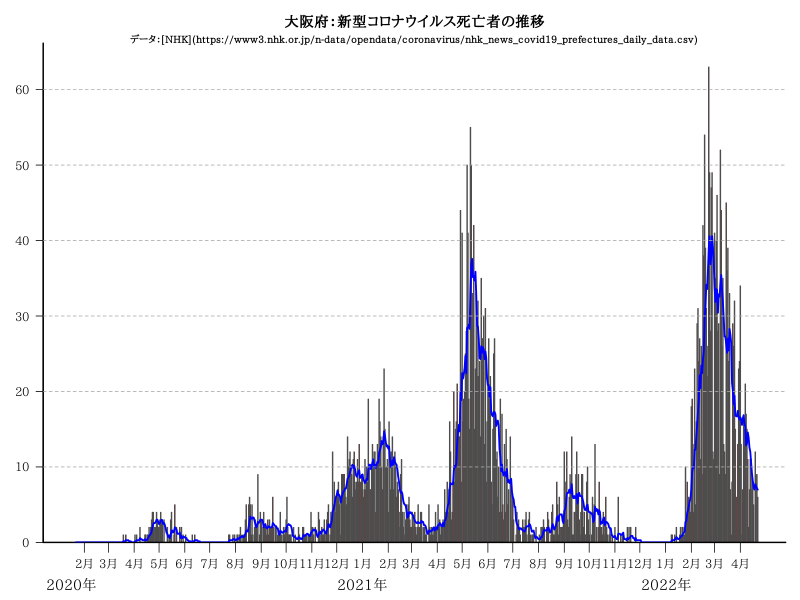 大阪府:新型コロナウイルス死亡者の推移
データ:[NHK](https://www3.nhk.or.jp/n-data/opendata/coronavirus/nhk_news_covid19_prefectures_daily_data.csv)
60
50
40
30
20
10
0
2月 3月 4月 5月 6月 7月 8月 9月 10月 11月 12月 1月 2月 3月 4月 5月 6月 7月 8月 9月 10月 11月 12月 1月 2月 3月 4月
2020年 2021年 2022年